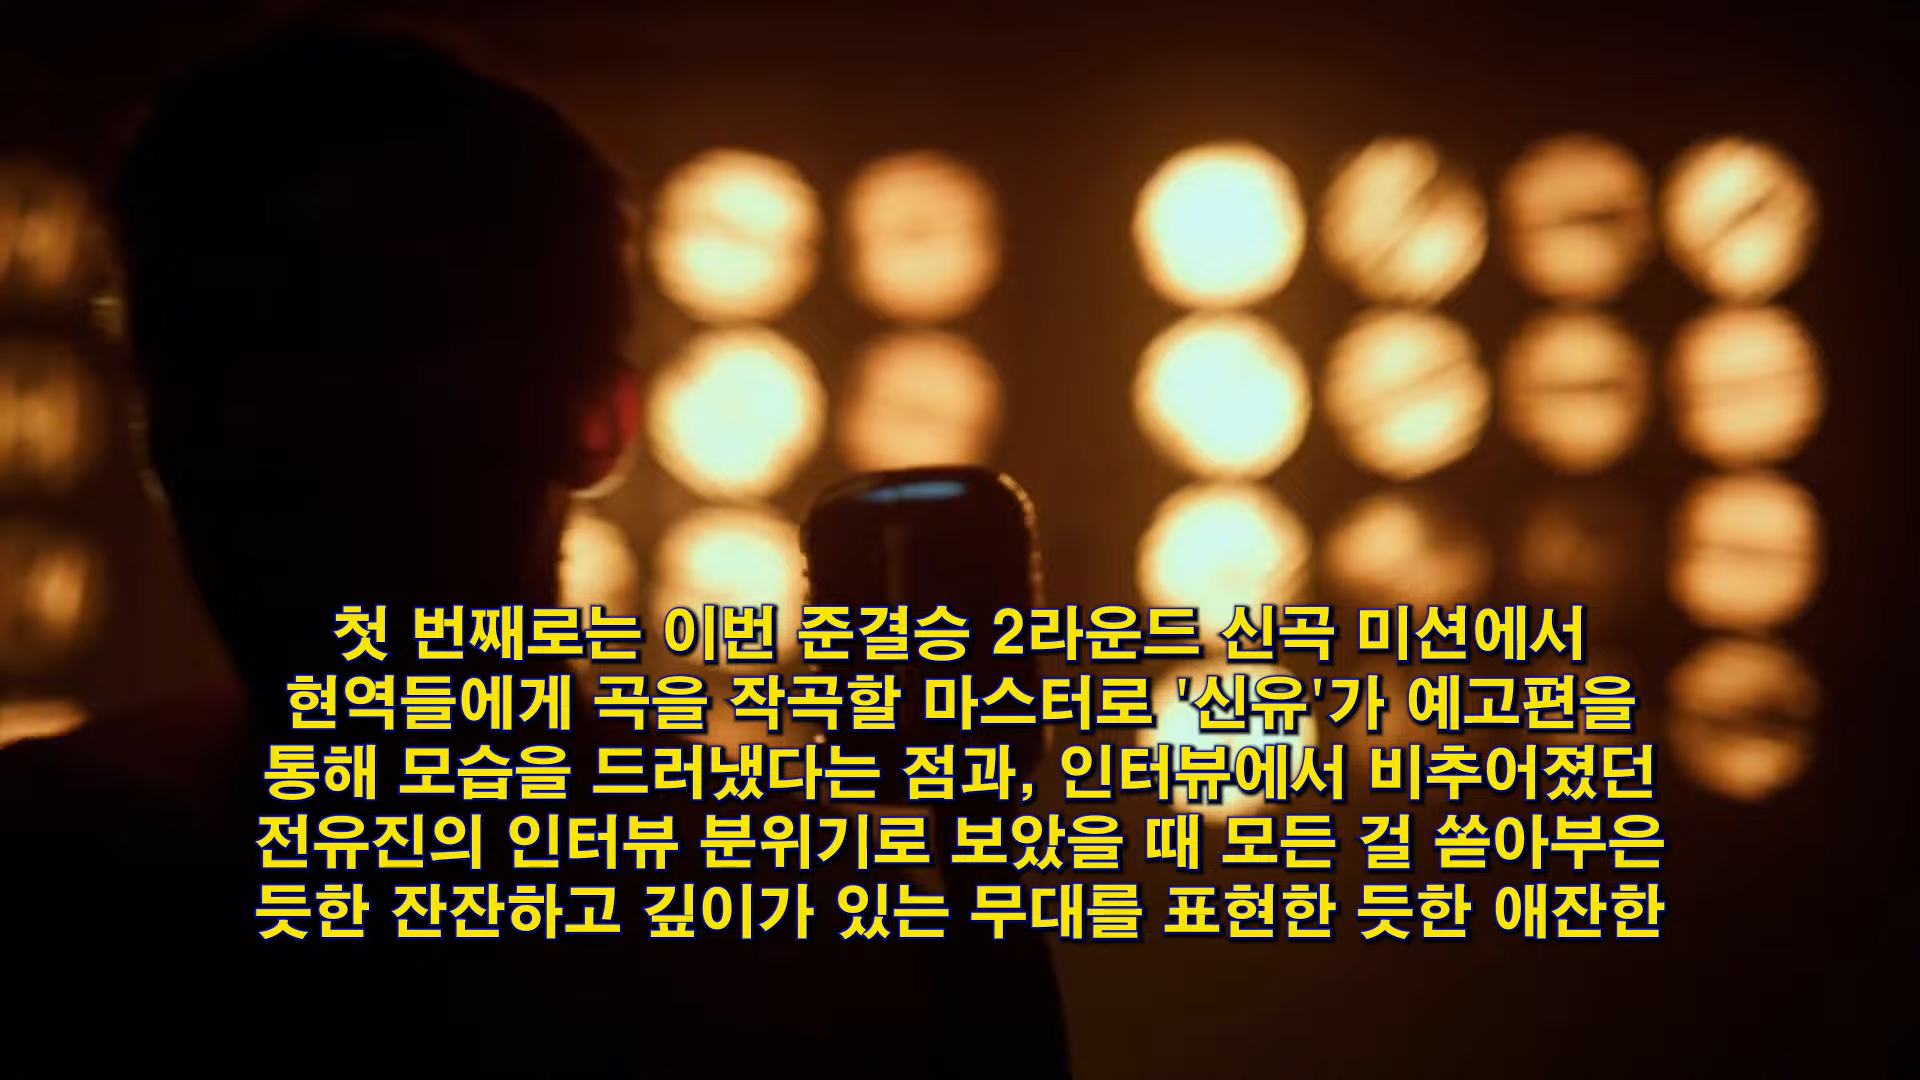 첫 번째로는 이번 준결승 2라운드 신곡 미션에서
현역들에게 곡을 작곡할 마스터로 '신유'가 예고편을
통해 모습을 드러냈다는 점과, 인터뷰에서 비추어졌던
전유진의 인터뷰 분위기로 보았을 때 모든 걸 쏟아부은
듯한 잔잔하고 깊이가 있는 무대를 표현한 듯한 애잔한